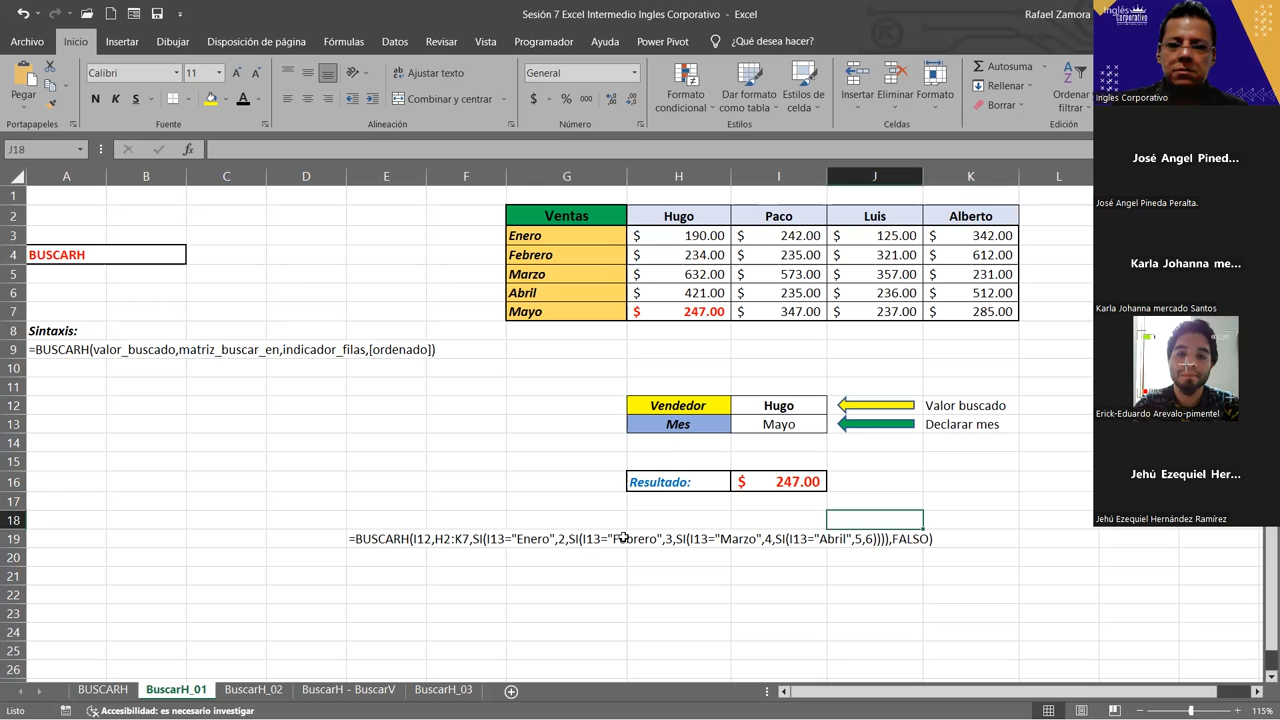 Sesión 7 Excel Intermedio Ingles Corporativo - Excel
Rafael Zamora
Archivo Inicio Insertar Dibujar Disposición de página Fórmulas Datos Revisar Vista Programador Ayuda Power Pivot ¿Qué desea hacer?
Pegar
Calibri 11
N K S
Ajustar texto
Combinar y centrar
General
$ % 000
Formato condicional
Dar formato como tabla
Estilos de celda
Insertar Eliminar Formato
Autosuma
Rellenar
Borrar
Ordenar filtrar
Portapapeles Fuente Alineación Número Estilos Celdas Edición
J18 fx
A B C D E F G H I J K L
1
2 Ventas Hugo Paco Luis Alberto
3 Enero $ 190.00 $ 242.00 $ 125.00 $ 342.00
4 BUSCARH Febrero $ 234.00 $ 235.00 $ 321.00 $ 612.00
5 Marzo $ 632.00 $ 573.00 $ 357.00 $ 231.00
6 Abril $ 421.00 $ 235.00 $ 236.00 $ 512.00
7 Mayo $ 247.00 $ 347.00 $ 237.00 $ 285.00
8 Sintaxis:
9 =BUSCARH(valor_buscado,matriz_buscar_en,indicador_filas,[ordenado])
10
11
12 Vendedor Hugo Valor buscado
13 Mes Mayo Declarar mes
14
15
16 Resultado: $ 247.00
17
18
19 =BUSCARH(I12,H2:K7,SI(I13="Enero",2,SI(I13="Febrero",3,SI(I13="Marzo",4,SI(I13="Abril",5,6)))),FALSO)
20
21
22
23
24
25
26
BUSCARH BuscarH_01 BuscarH_02 BuscarH - BuscarV BuscarH_03
Listo Accesibilidad: es necesario investigar 115%
Inglés Corporativo
Ingles Corporativo
José Angel Pined...
José Angel Pineda Peralta.
Karla Johanna me...
Karla Johanna mercado Santos
Erick-Eduardo Arevalo-pimentel
Jehú Ezequiel Her...
Jehú Ezequiel Hernández Ramírez